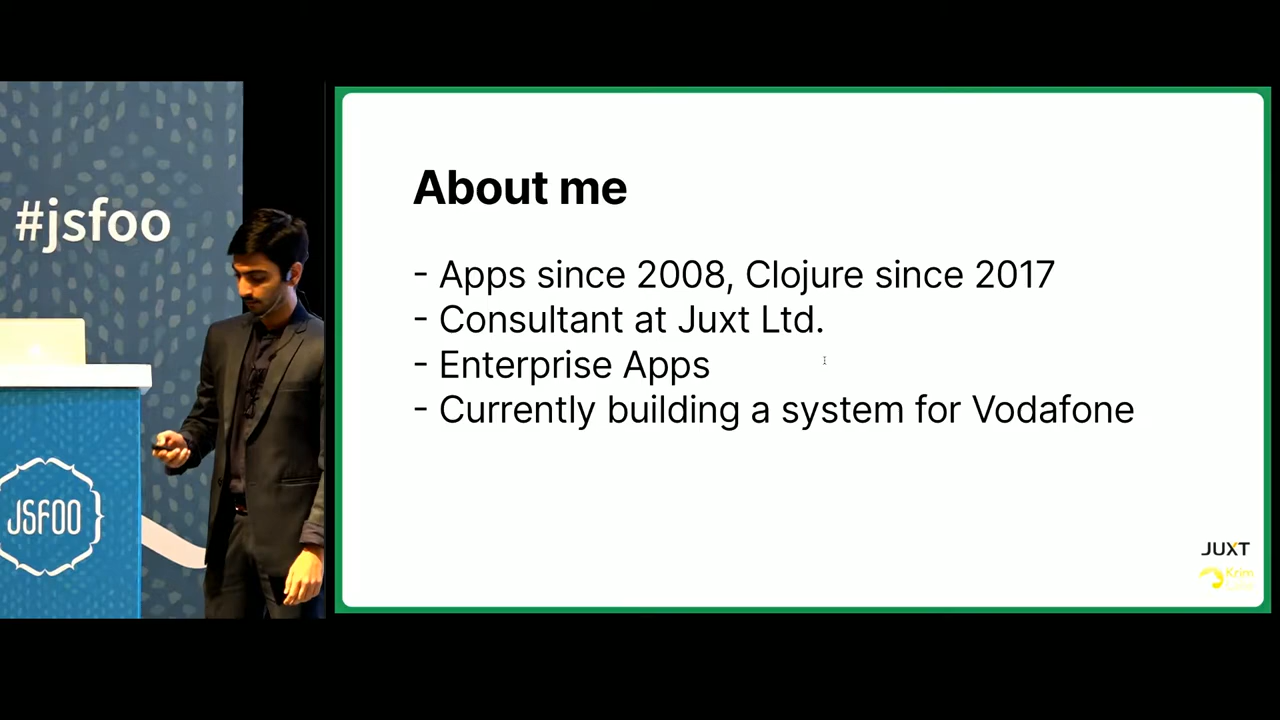 #jsfoo
JSFOO
About me
- Apps since 2008, Clojure since 2017
- Consultant at Juxt Ltd.
- Enterprise Apps
- Currently building a system for Vodafone
JUXT
Krim